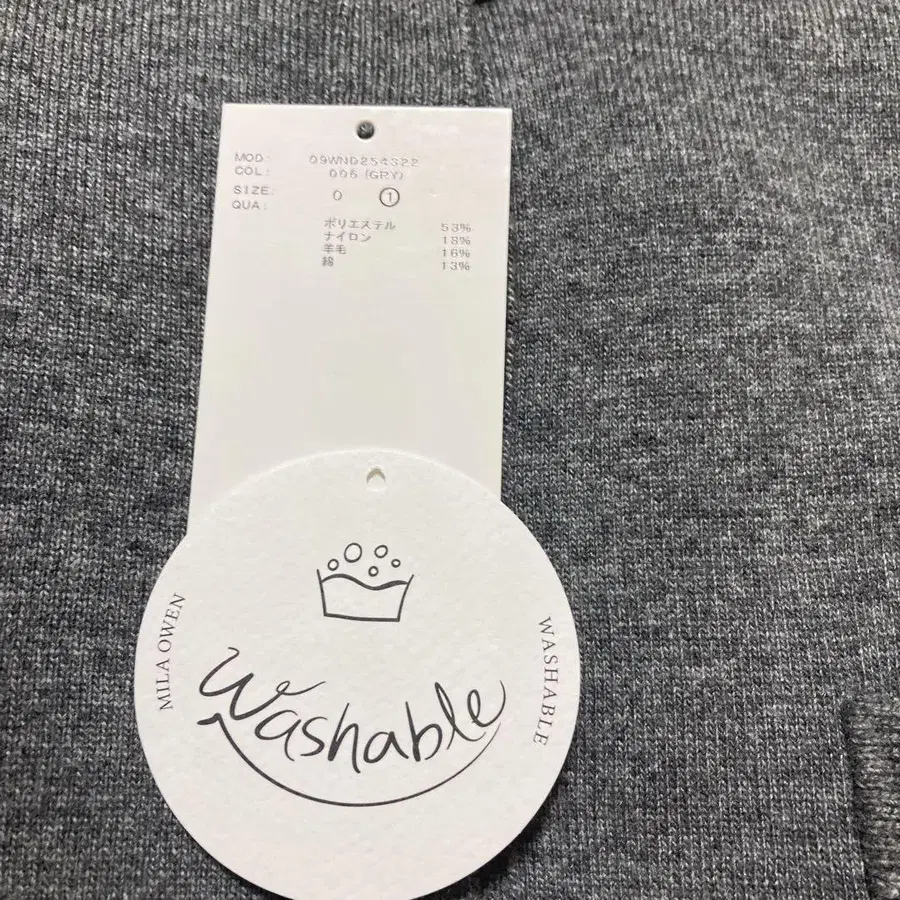 MOD: 09WND254322
COL: 006 (GRY)
SIZE: 0 1
QUA:
ポリエステル 53%
ナイロン 18%
羊毛 16%
綿 13%
MILA OWEN
Washable
WASHABLE